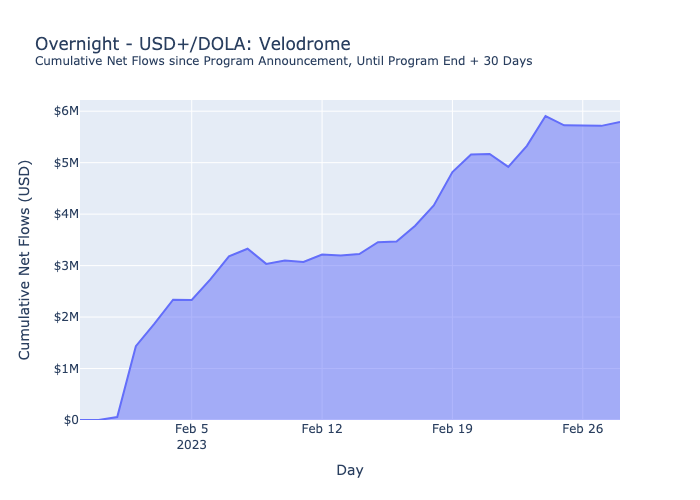 Overnight - USD+/DOLA: Velodrome
Cumulative Net Flows since Program Announcement, Until Program End + 30 Days
Cumulative Net Flows (USD)
$6M
$5M
$4M
$3M
$2M
$1M
$0
Feb 5
2023
Feb 12
Feb 19
Feb 26
Day